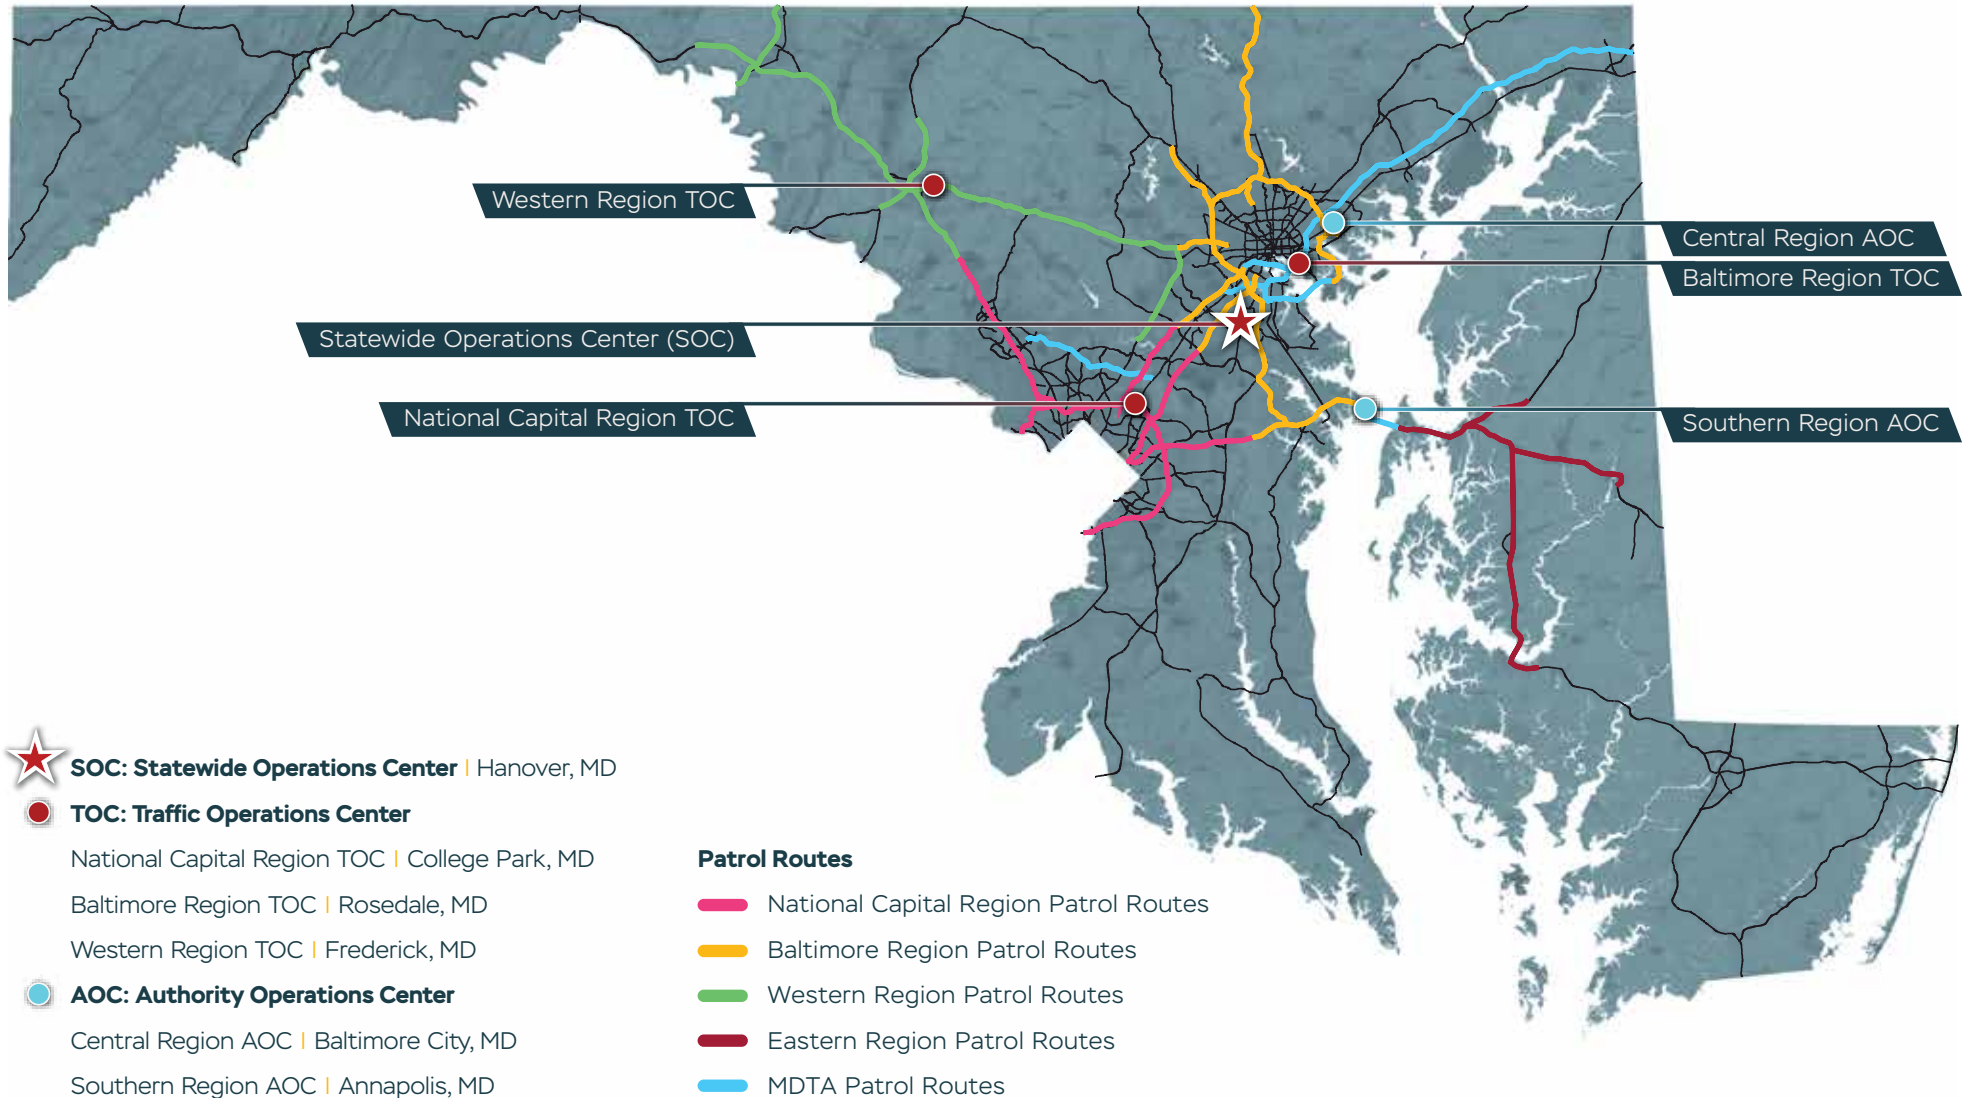 Western Region TOC
Central Region AOC
Baltimore Region TOC
Statewide Operations Center (SOC)
National Capital Region TOC
Southern Region AOC
SOC: Statewide Operations Center | Hanover, MD
TOC: Traffic Operations Center
National Capital Region TOC | College Park, MD
Baltimore Region TOC | Rosedale, MD
Western Region TOC | Frederick, MD
AOC: Authority Operations Center
Central Region AOC | Baltimore City, MD
Southern Region AOC | Annapolis, MD
Patrol Routes
National Capital Region Patrol Routes
Baltimore Region Patrol Routes
Western Region Patrol Routes
Eastern Region Patrol Routes
MDTA Patrol Routes